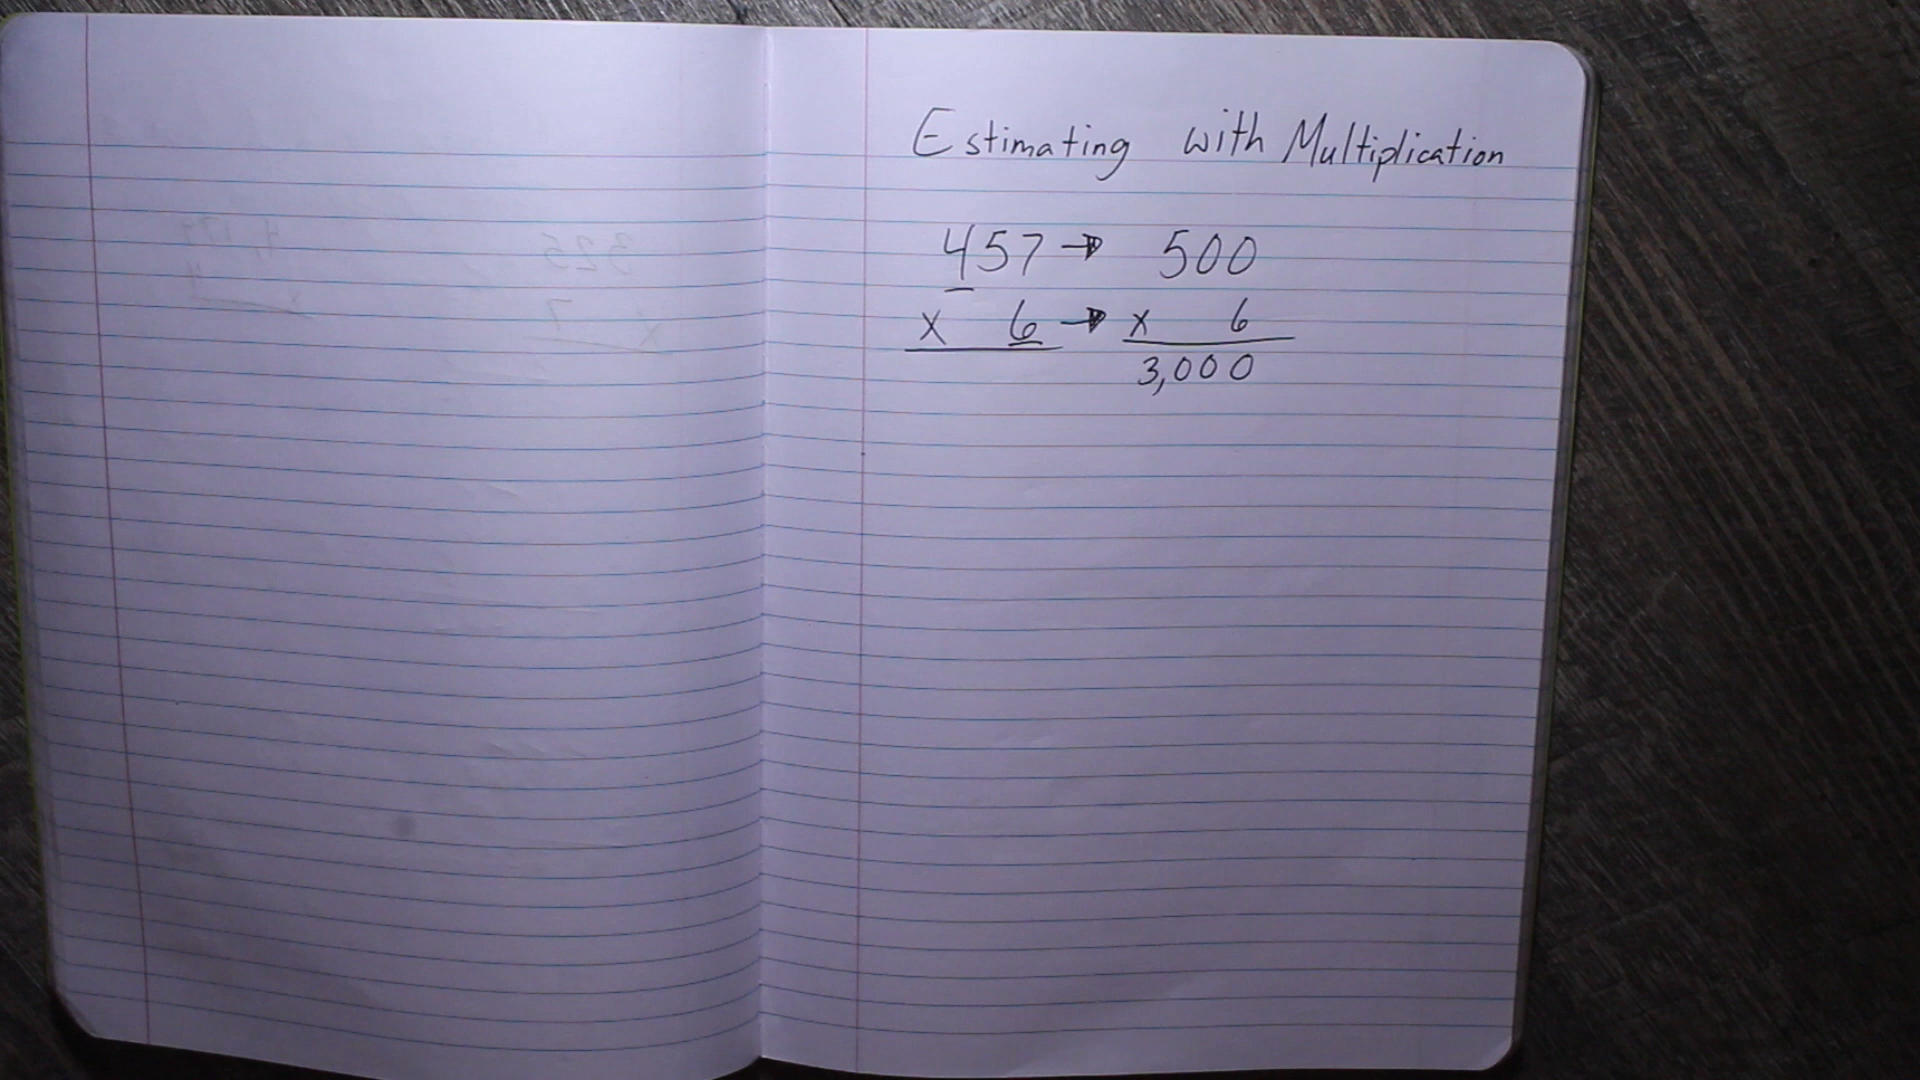 Estimating with Multiplication
457 → 500
x 6 → x 6
3,000